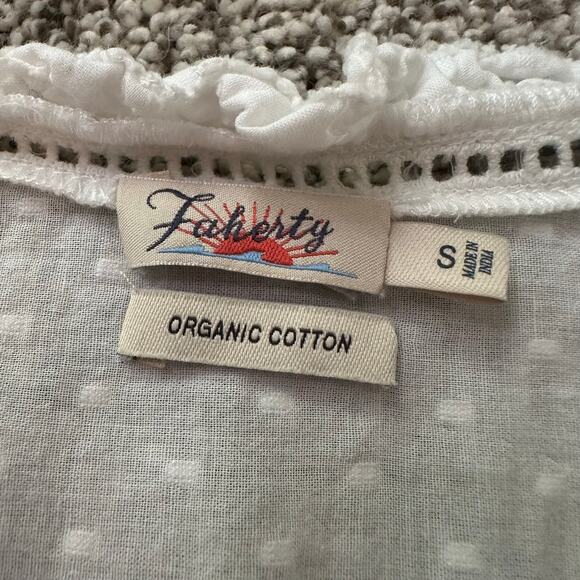 Faherty
S
MADE IN
INDIA
ORGANIC COTTON